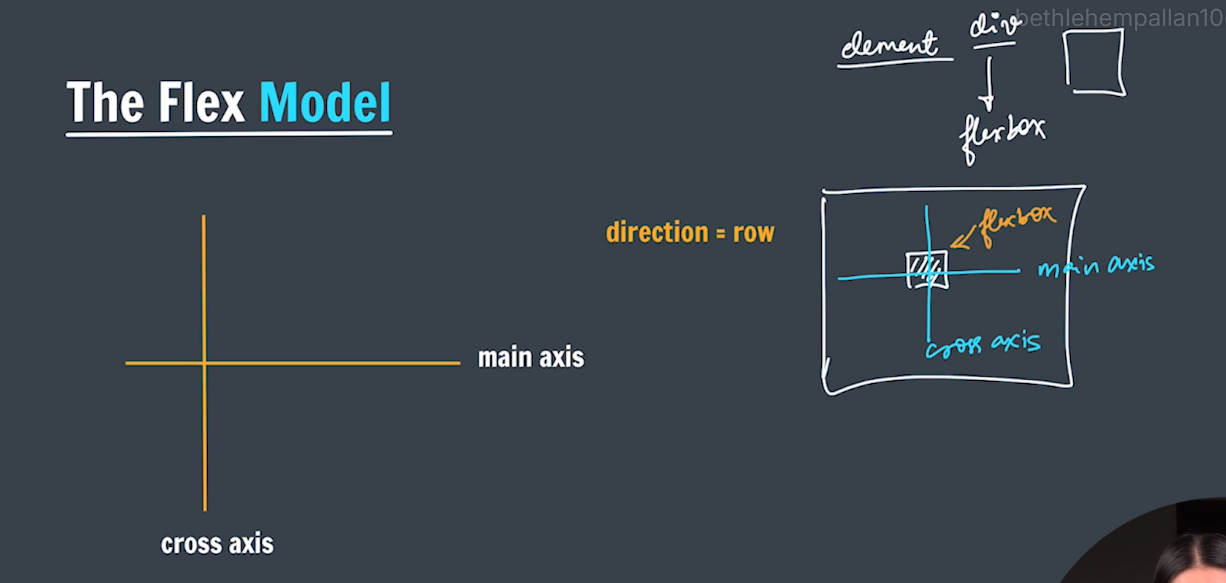 bethlehempallan10
element div
flexbox
The Flex Model
direction = row
flexbox
main axis
cross axis
main axis
cross axis